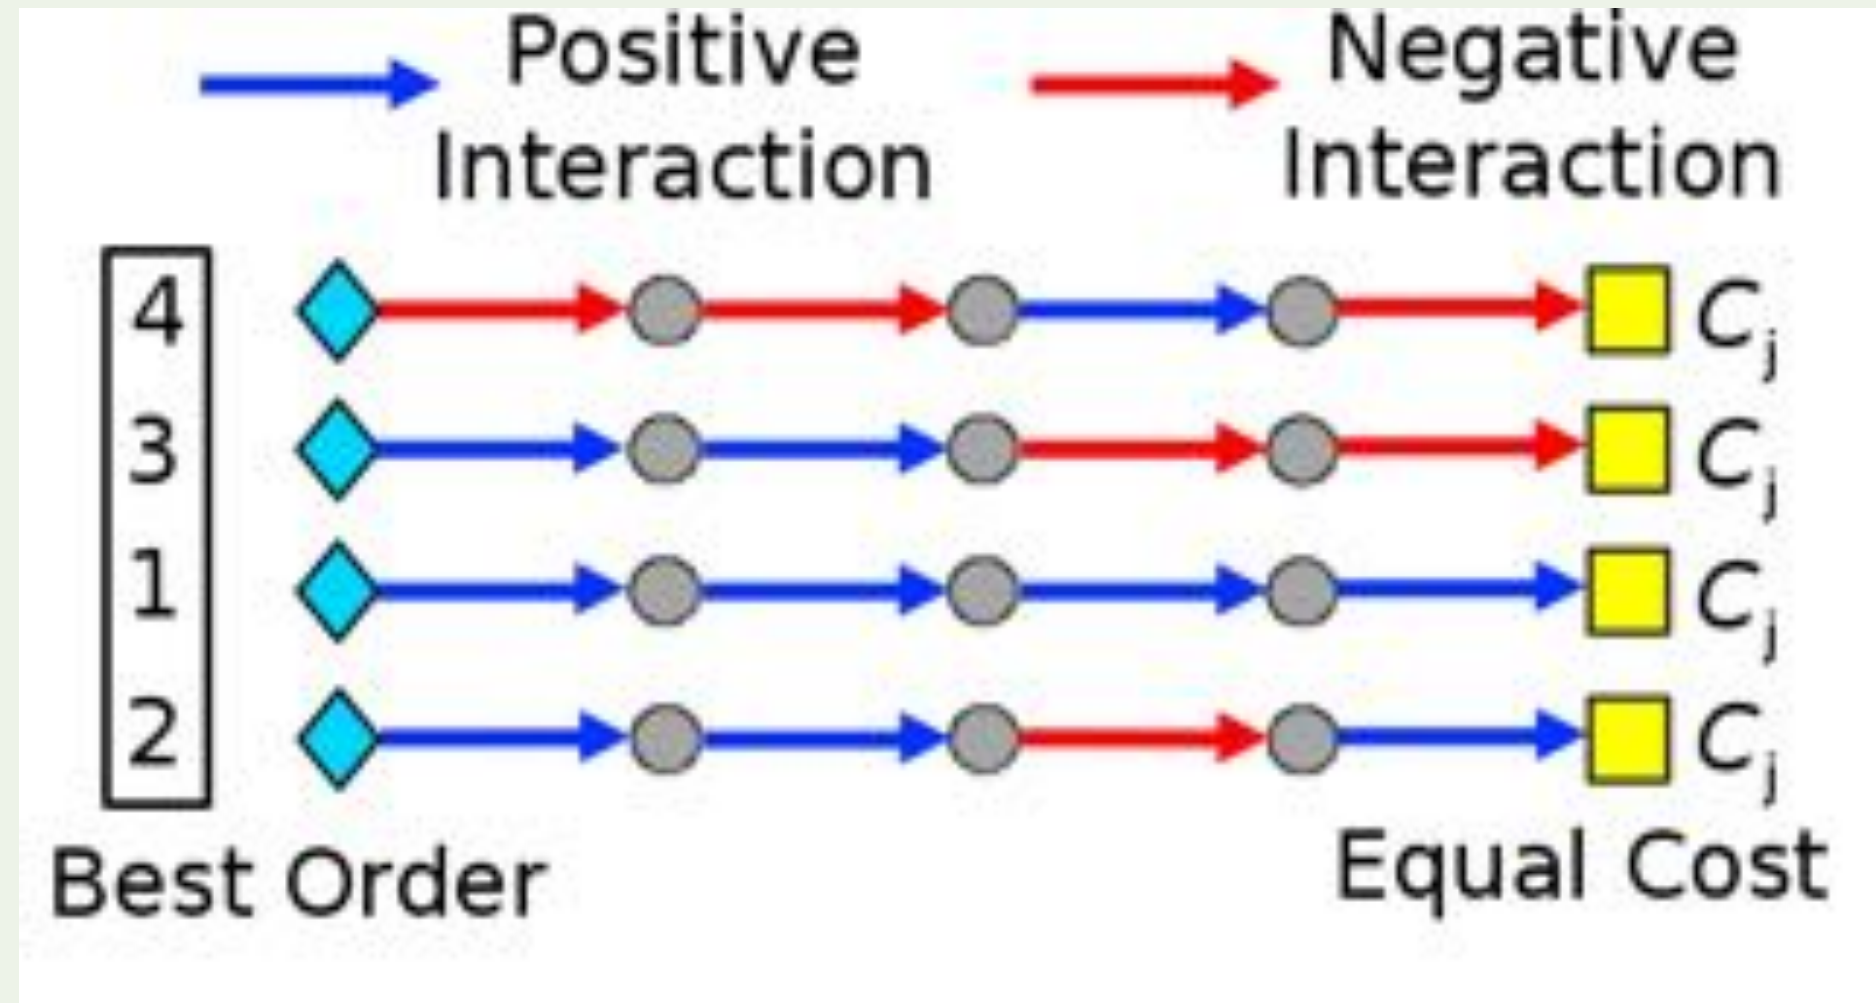 Positive
Interaction
Negative
Interaction
4
C j
3
C j
1
C j
2
C j
Best Order
Equal Cost